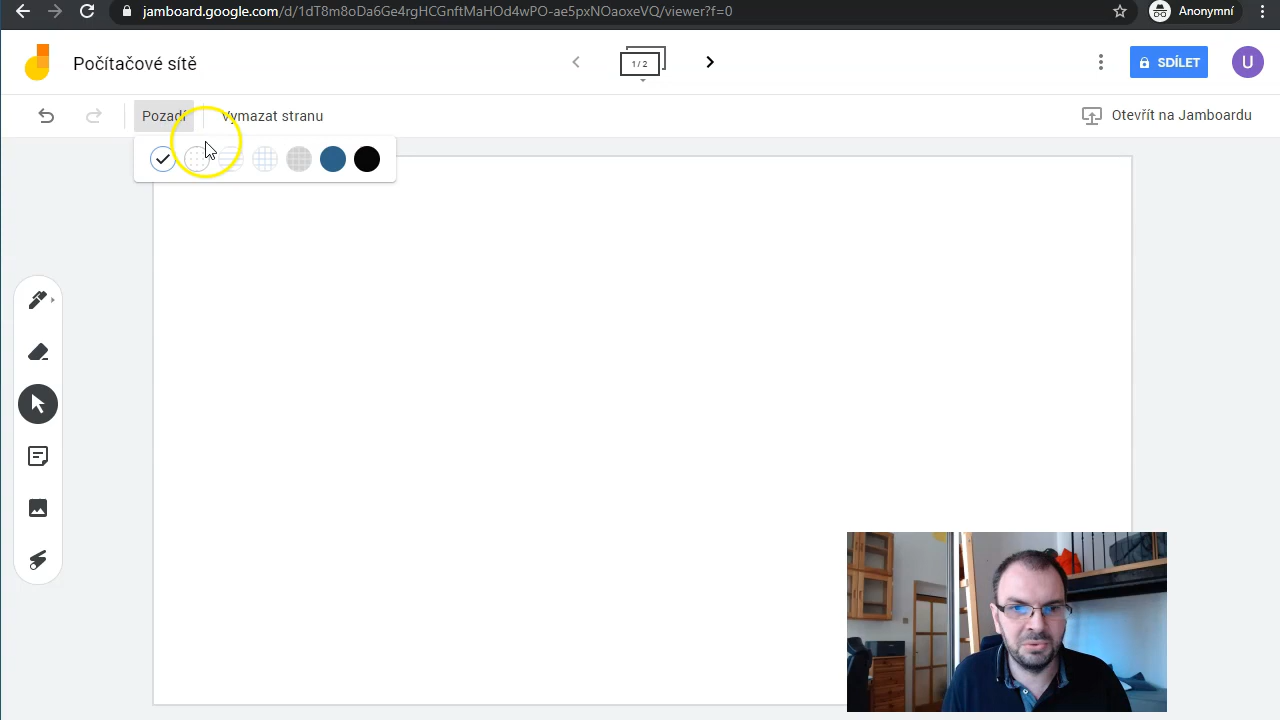 jamboard.google.com/d/1dT8m8oDa6Ge4rgHCGnftMaHOd4wPO-ae5pxNOaoxeVQ/viewer?f=0
Anonymní
Počítačové sítě
1 / 2
SDÍLET
U
Pozadí
Vymazat stranu
Otevřít na Jamboardu